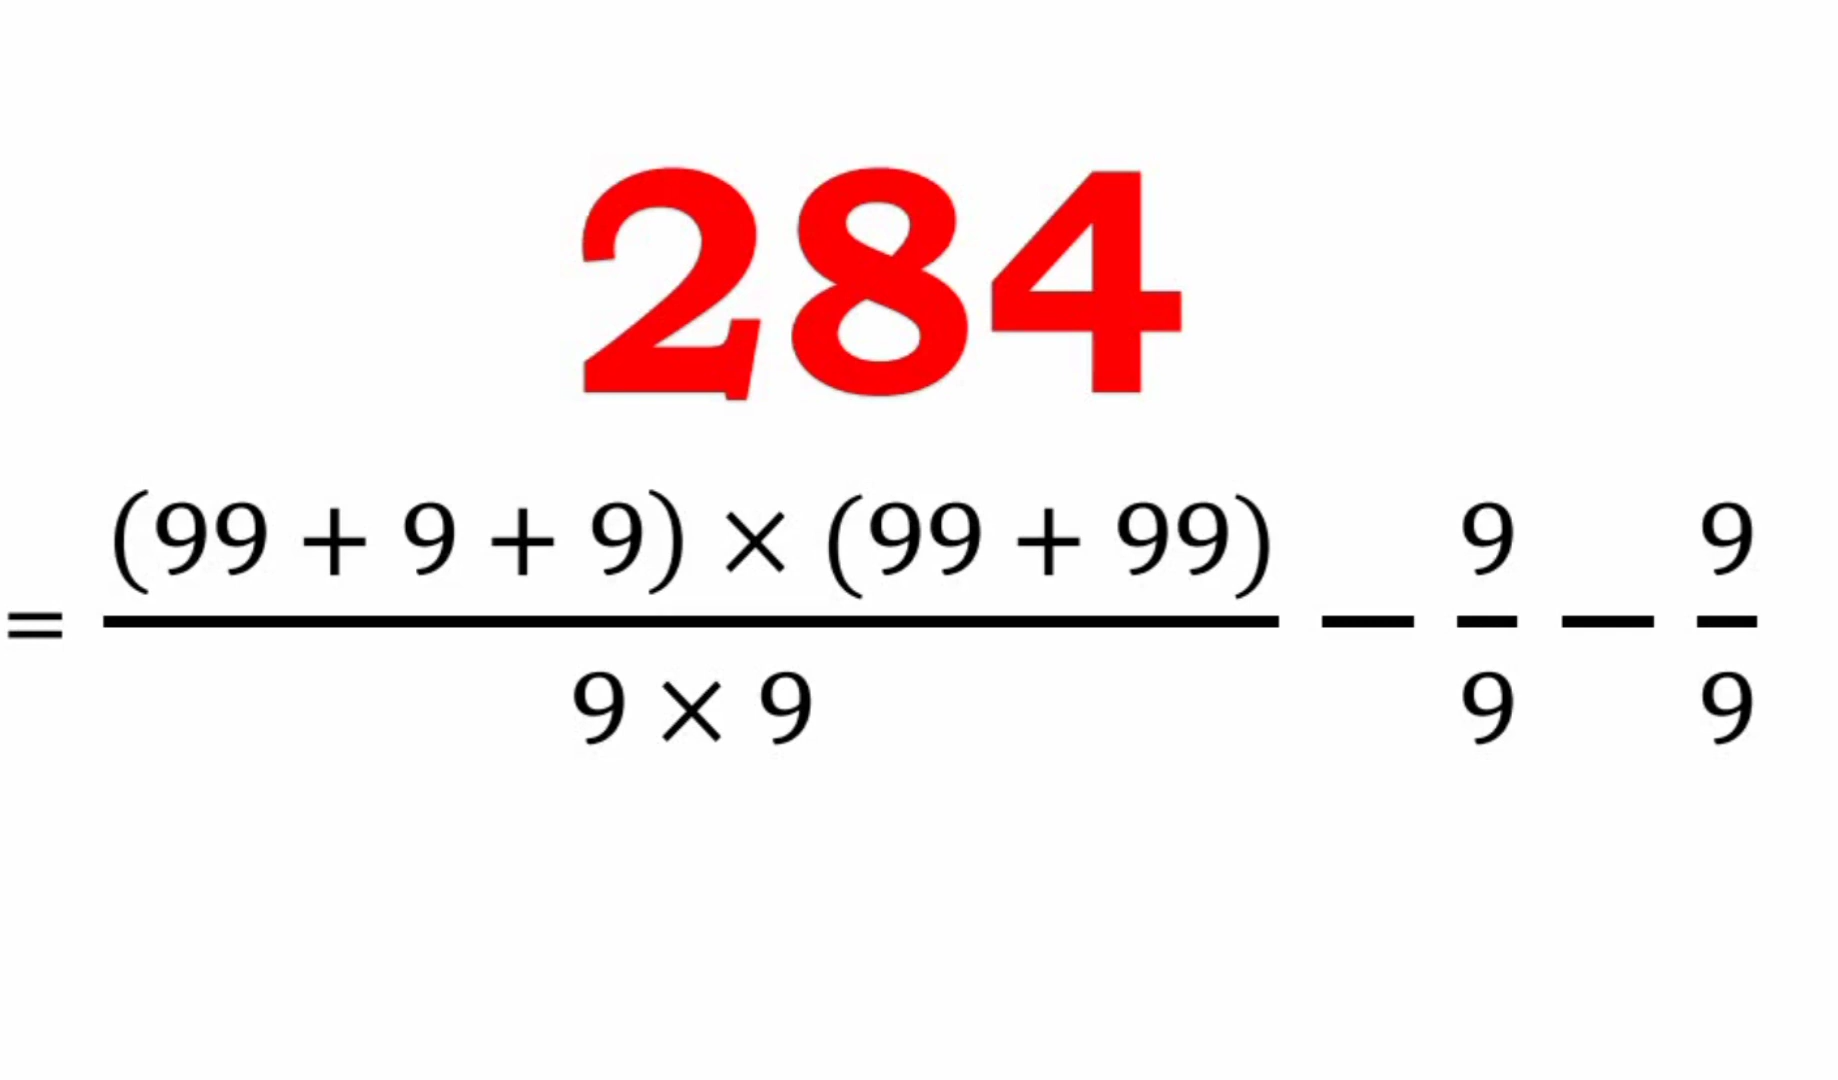 284
= (99 + 9 + 9) × (99 + 99) — 9 — 9
9 × 9 9 9